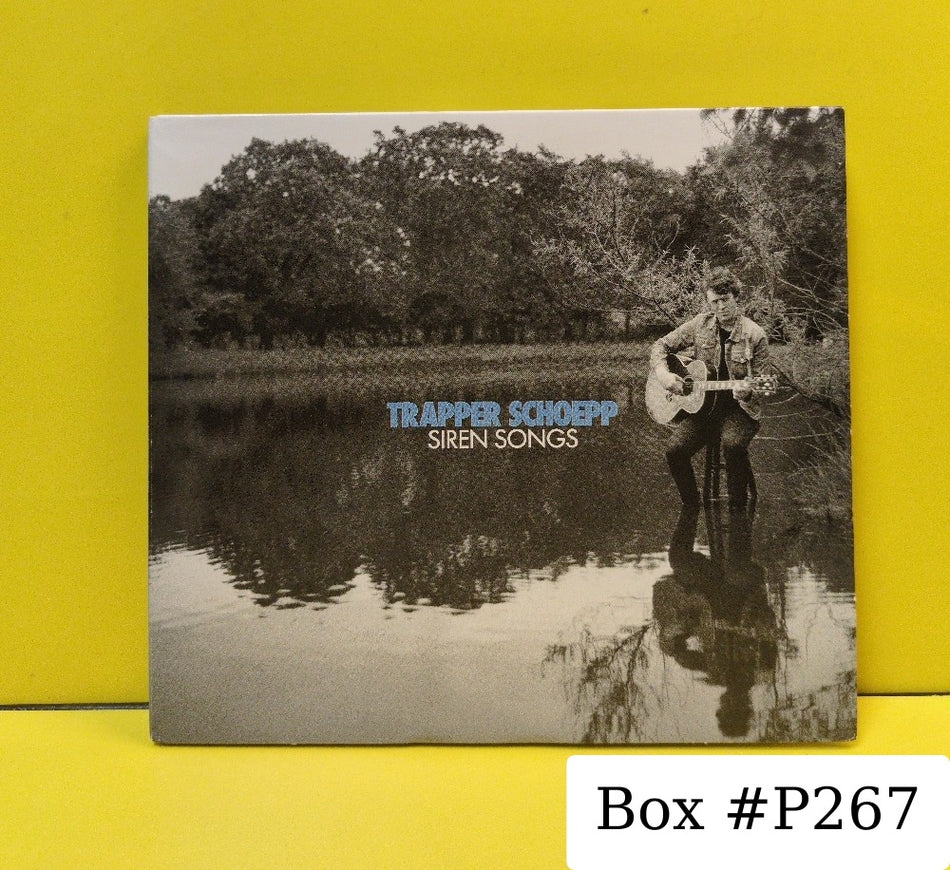 TRAPPER SCHOEPP
SIREN SONGS
Box #P267